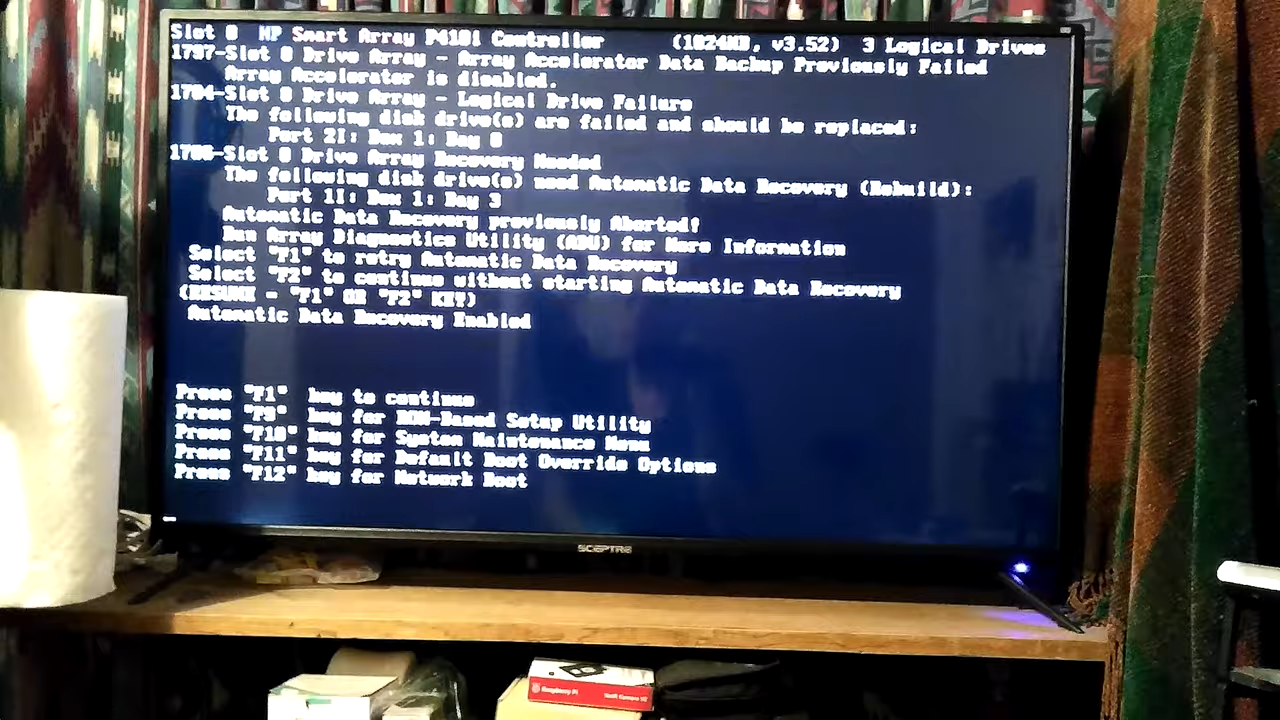 Slot 0 HP Smart Array P410i Controller (1024MB, v3.52) 3 Logical Drives
1797-Slot 0 Drive Array - Array Accelerator Data Backup Previously Failed
Array Accelerator is disabled.
1784-Slot 0 Drive Array - Logical Drive Failure
The following disk drive(s) are failed and should be replaced:
Port 2I: Box 1: Bay 8
1786-Slot 0 Drive Array Recovery Needed
The following disk drive(s) need Automatic Data Recovery (Rebuild):
Port 1I: Box 1: Bay 3
Automatic Data Recovery previously Aborted!
Run Array Diagnostics Utility (ADU) for More Information
Select "F1" to retry Automatic Data Recovery
Select "F2" to continue without starting Automatic Data Recovery
(RESUME = "F1" OR "F2" KEY)
Automatic Data Recovery Enabled
Press "F1" key to continue
Press "F9" key for ROM-Based Setup Utility
Press "F10" key for System Maintenance Menu
Press "F11" key for Default Boot Override Options
Press "F12" key for Network Boot
SCEPTRE
Raspberry Pi